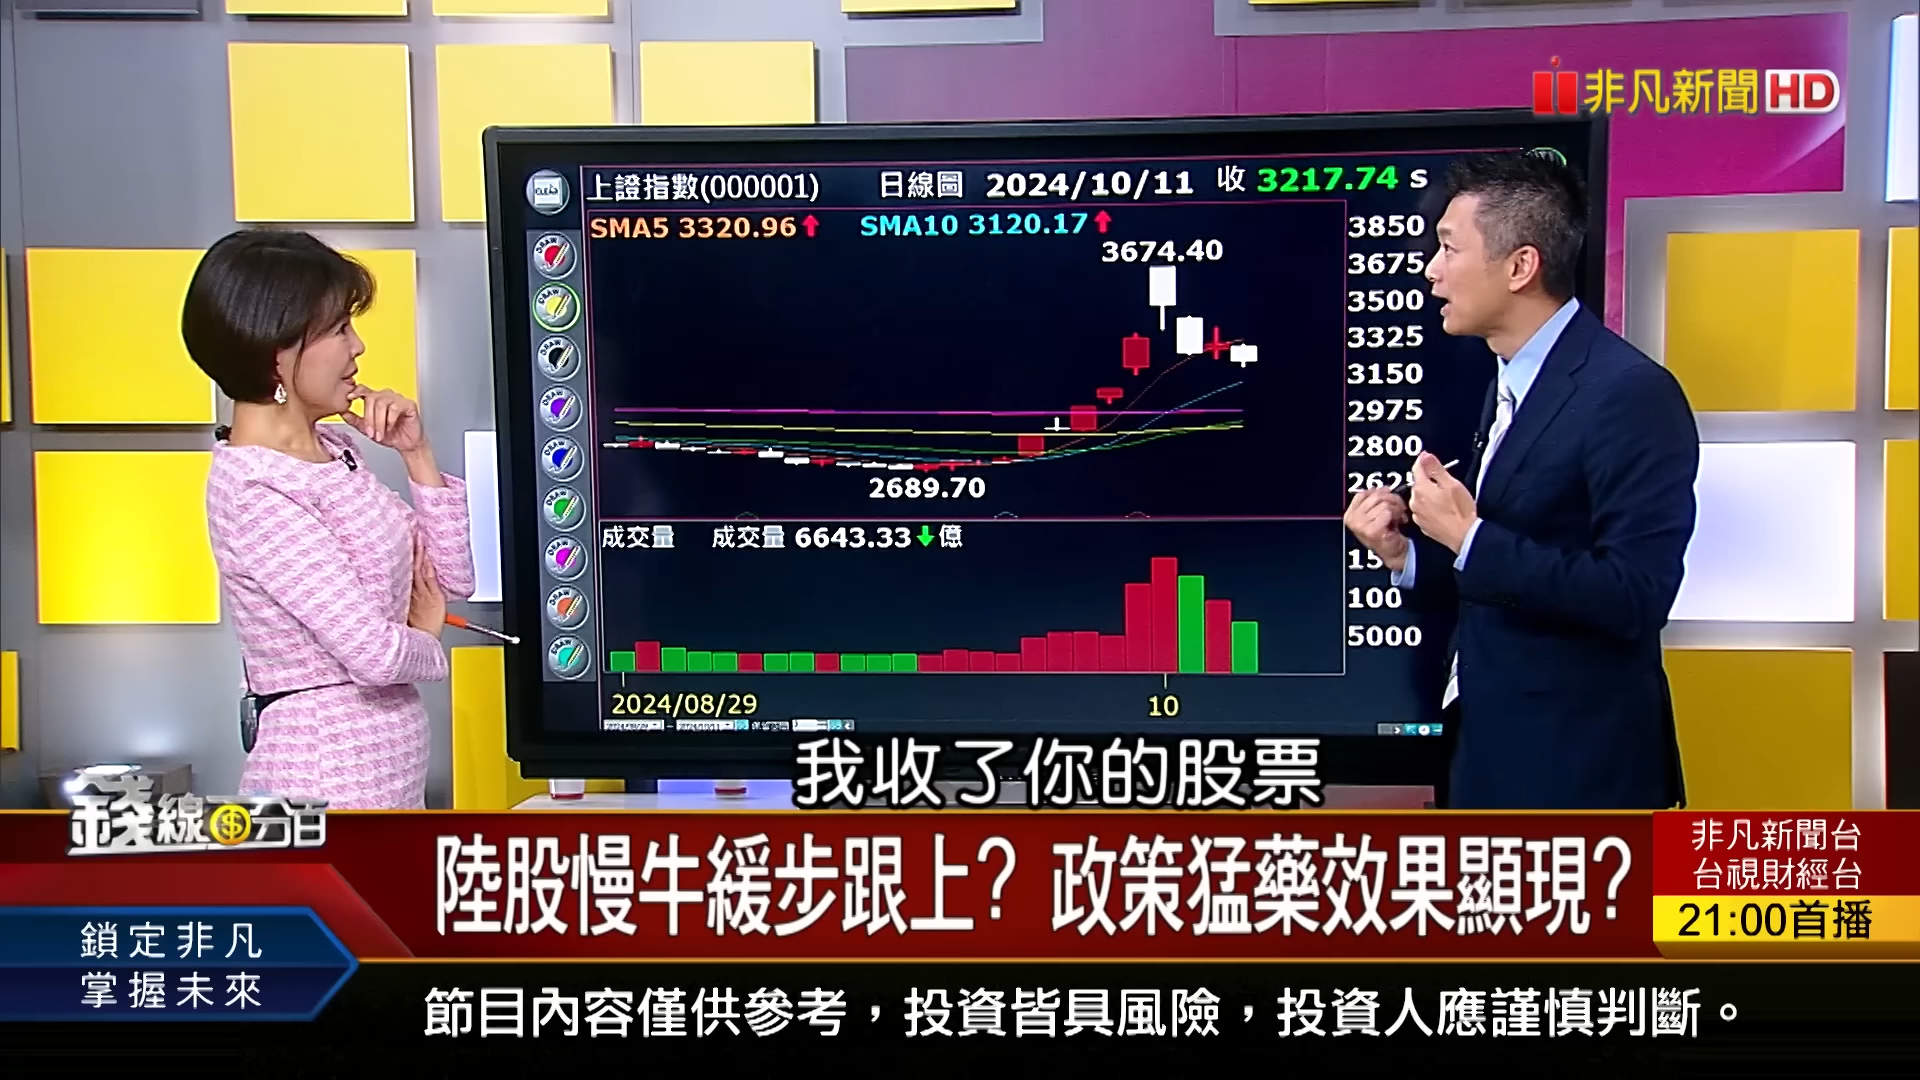 非凡新聞HD
上證指數(000001) 日線圖 2024/10/11 收 3217.74 s
SMA5 3320.96 SMA10 3120.17
3674.40
2689.70
3850
3675
3500
3325
3150
2975
2800
成交量 成交量 6643.33 億
100
5000
2024/08/29
10
我收了你的股票
錢線百分百
陸股慢牛緩步跟上? 政策猛藥效果顯現?
非凡新聞台
台視財經台
21:00首播
鎖定非凡
掌握未來
節目內容僅供參考，投資皆具風險，投資人應謹慎判斷。